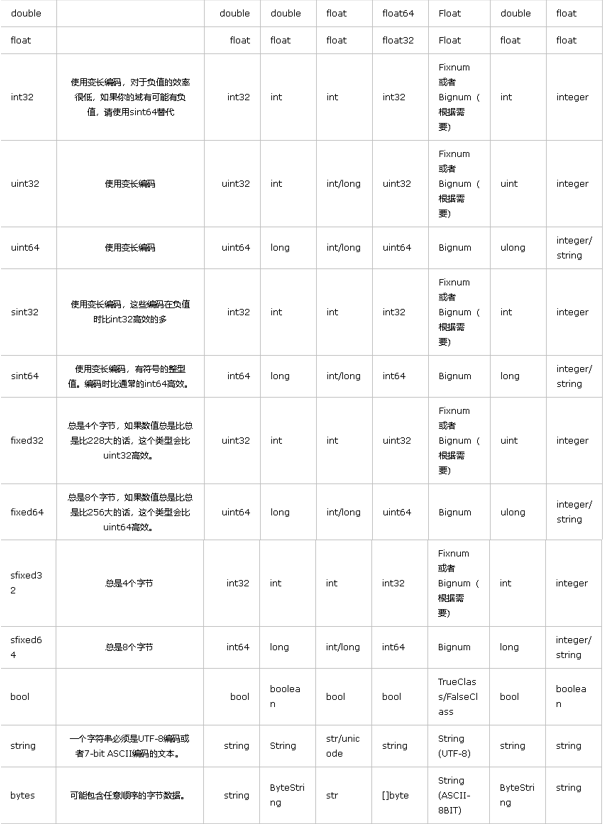 double double double float float64 Float double float
float float float float float32 Float float float
int32
使用变长编码，对于负值的效率
很低，如果你的域有可能有负
值，请使用sint64替代
int32 int int int32
Fixnum
或者
Bignum（
根据需
要)
int integer
uint32 使用变长编码 uint32 int int/long uint32
Fixnum
或者
Bignum（
根据需
要)
uint integer
uint64 使用变长编码 uint64 long int/long uint64 Bignum ulong
integer/
string
sint32
使用变长编码，这些编码在负值
时比int32高效的多
int32 int int int32
Fixnum
或者
Bignum（
根据需
要)
int integer
sint64
使用变长编码，有符号的整型
值。编码时比通常的int64高效。
int64 long int/long int64 Bignum long
integer/
string
fixed32
总是4个字节，如果数值总是比总
是比228大的话，这个类型会比
uint32高效。
uint32 int int uint32
Fixnum
或者
Bignum（
根据需
要)
uint integer
fixed64
总是8个字节，如果数值总是比总
是比256大的话，这个类型会比
uint64高效。
uint64 long int/long uint64 Bignum ulong
integer/
string
sfixed3
2
总是4个字节 int32 int int int32
Fixnum
或者
Bignum（
根据需
要)
int integer
sfixed6
4
总是8个字节 int64 long int/long int64 Bignum long
integer/
string
bool bool
boolea
n
bool bool
TrueClas
s/FalseCl
ass
bool
boolea
n
string
一个字符串必须是UTF-8编码或
者7-bit ASCII编码的文本。
string String
str/unic
ode
string
String
(UTF-8)
string string
bytes 可能包含任意顺序的字节数据。 string
ByteStri
ng
str []byte
String
(ASCII-
8BIT)
ByteStri
ng
string